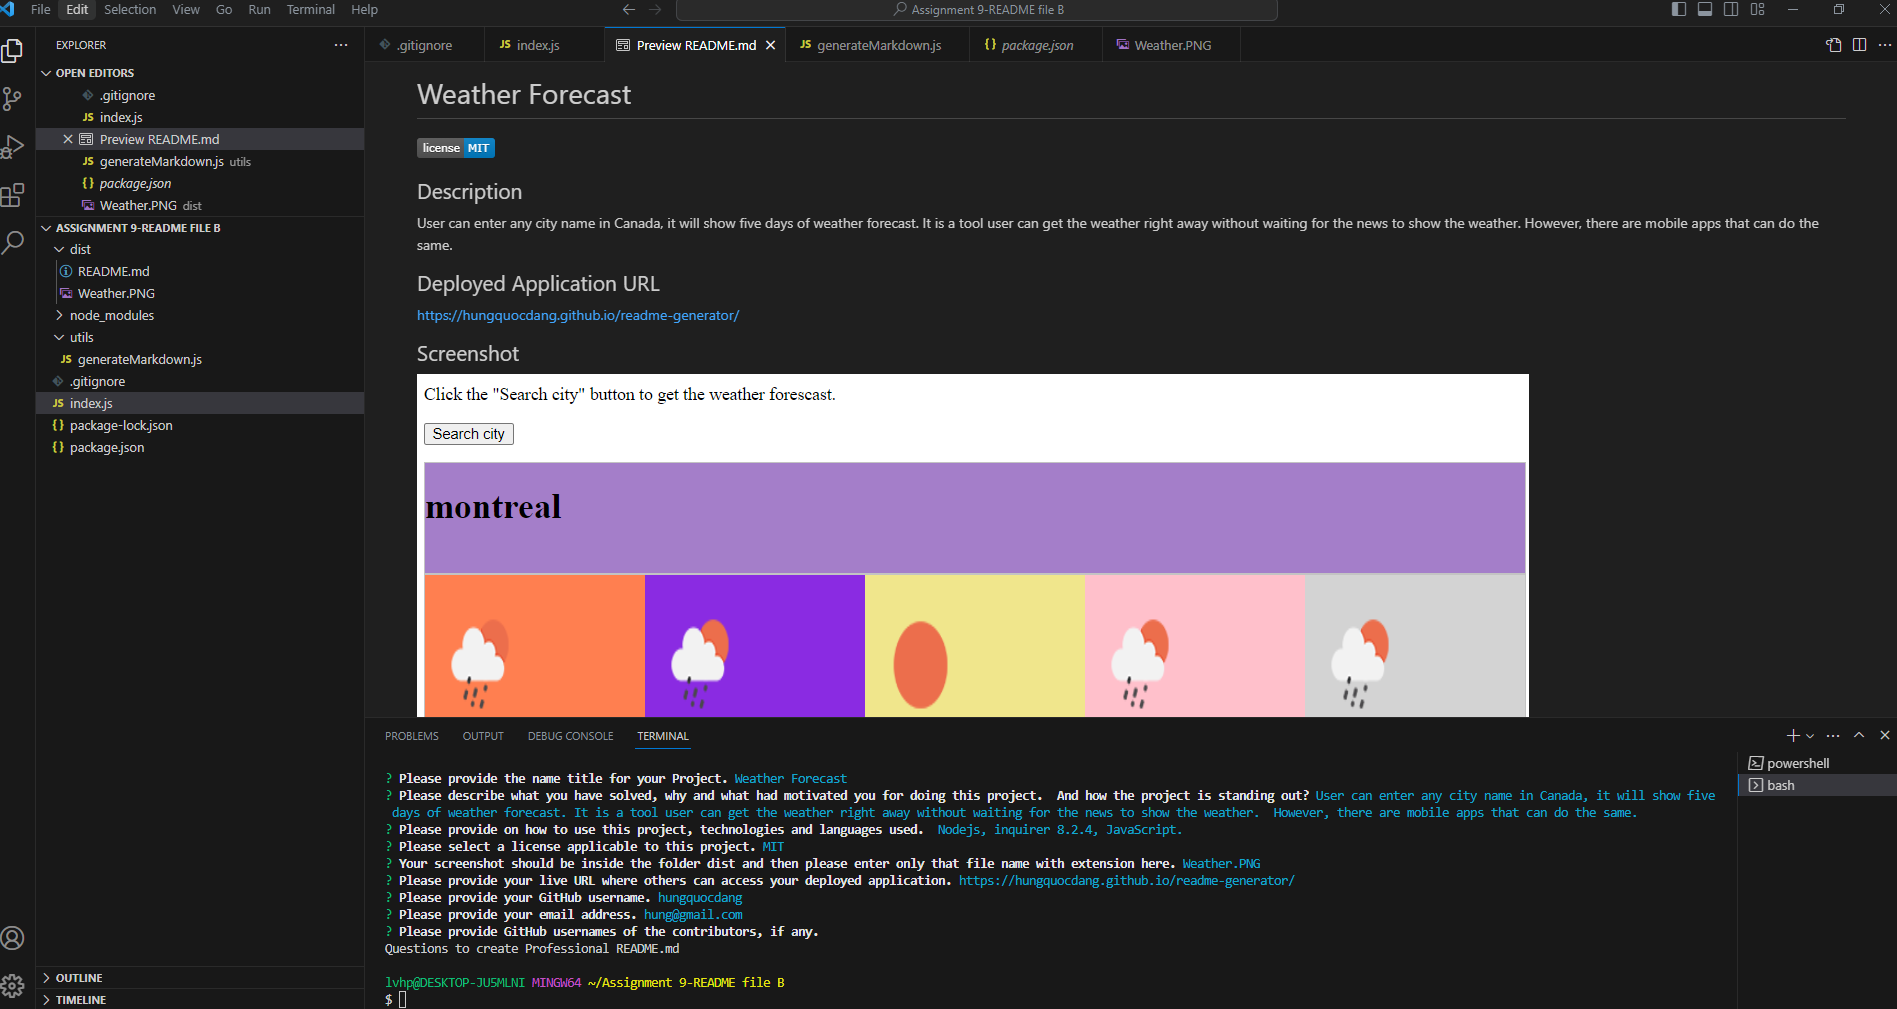 File Edit Selection View Go Run Terminal Help
Assignment 9-README file B
EXPLORER
OPEN EDITORS
.gitignore
JS index.js
Preview README.md
JS generateMarkdown.js utils
{} package.json
Weather.PNG dist
ASSIGNMENT 9-README FILE B
dist
README.md
Weather.PNG
node_modules
utils
JS generateMarkdown.js
.gitignore
JS index.js
{} package-lock.json
{} package.json
OUTLINE
TIMELINE
.gitignore
JS index.js
Preview README.md
JS generateMarkdown.js
{} package.json
Weather.PNG
Weather Forecast
license MIT
Description
User can enter any city name in Canada, it will show five days of weather forecast. It is a tool user can get the weather right away without waiting for the news to show the weather. However, there are mobile apps that can do the
same.
Deployed Application URL
https://hungquocdang.github.io/readme-generator/
Screenshot
Click the "Search city" button to get the weather forescast.
Search city
montreal
PROBLEMS OUTPUT DEBUG CONSOLE TERMINAL
powershell
bash
? Please provide the name title for your Project. Weather Forecast
? Please describe what you have solved, why and what had motivated you for doing this project.  And how the project is standing out? User can enter any city name in Canada, it will show five
days of weather forecast. It is a tool user can get the weather right away without waiting for the news to show the weather.  However, there are mobile apps that can do the same.
? Please provide on how to use this project, technologies and languages used.  Nodejs, inquirer 8.2.4, JavaScript.
? Please select a license applicable to this project. MIT
? Your screenshot should be inside the folder dist and then please enter only that file name with extension here. Weather.PNG
? Please provide your live URL where others can access your deployed application. https://hungquocdang.github.io/readme-generator/
? Please provide your GitHub username. hungquocdang
? Please provide your email address. hung@gmail.com
? Please provide GitHub usernames of the contributors, if any.
Questions to create Professional README.md
lvhp@DESKTOP-JU5MLNI MINGW64 ~/Assignment 9-README file B
$